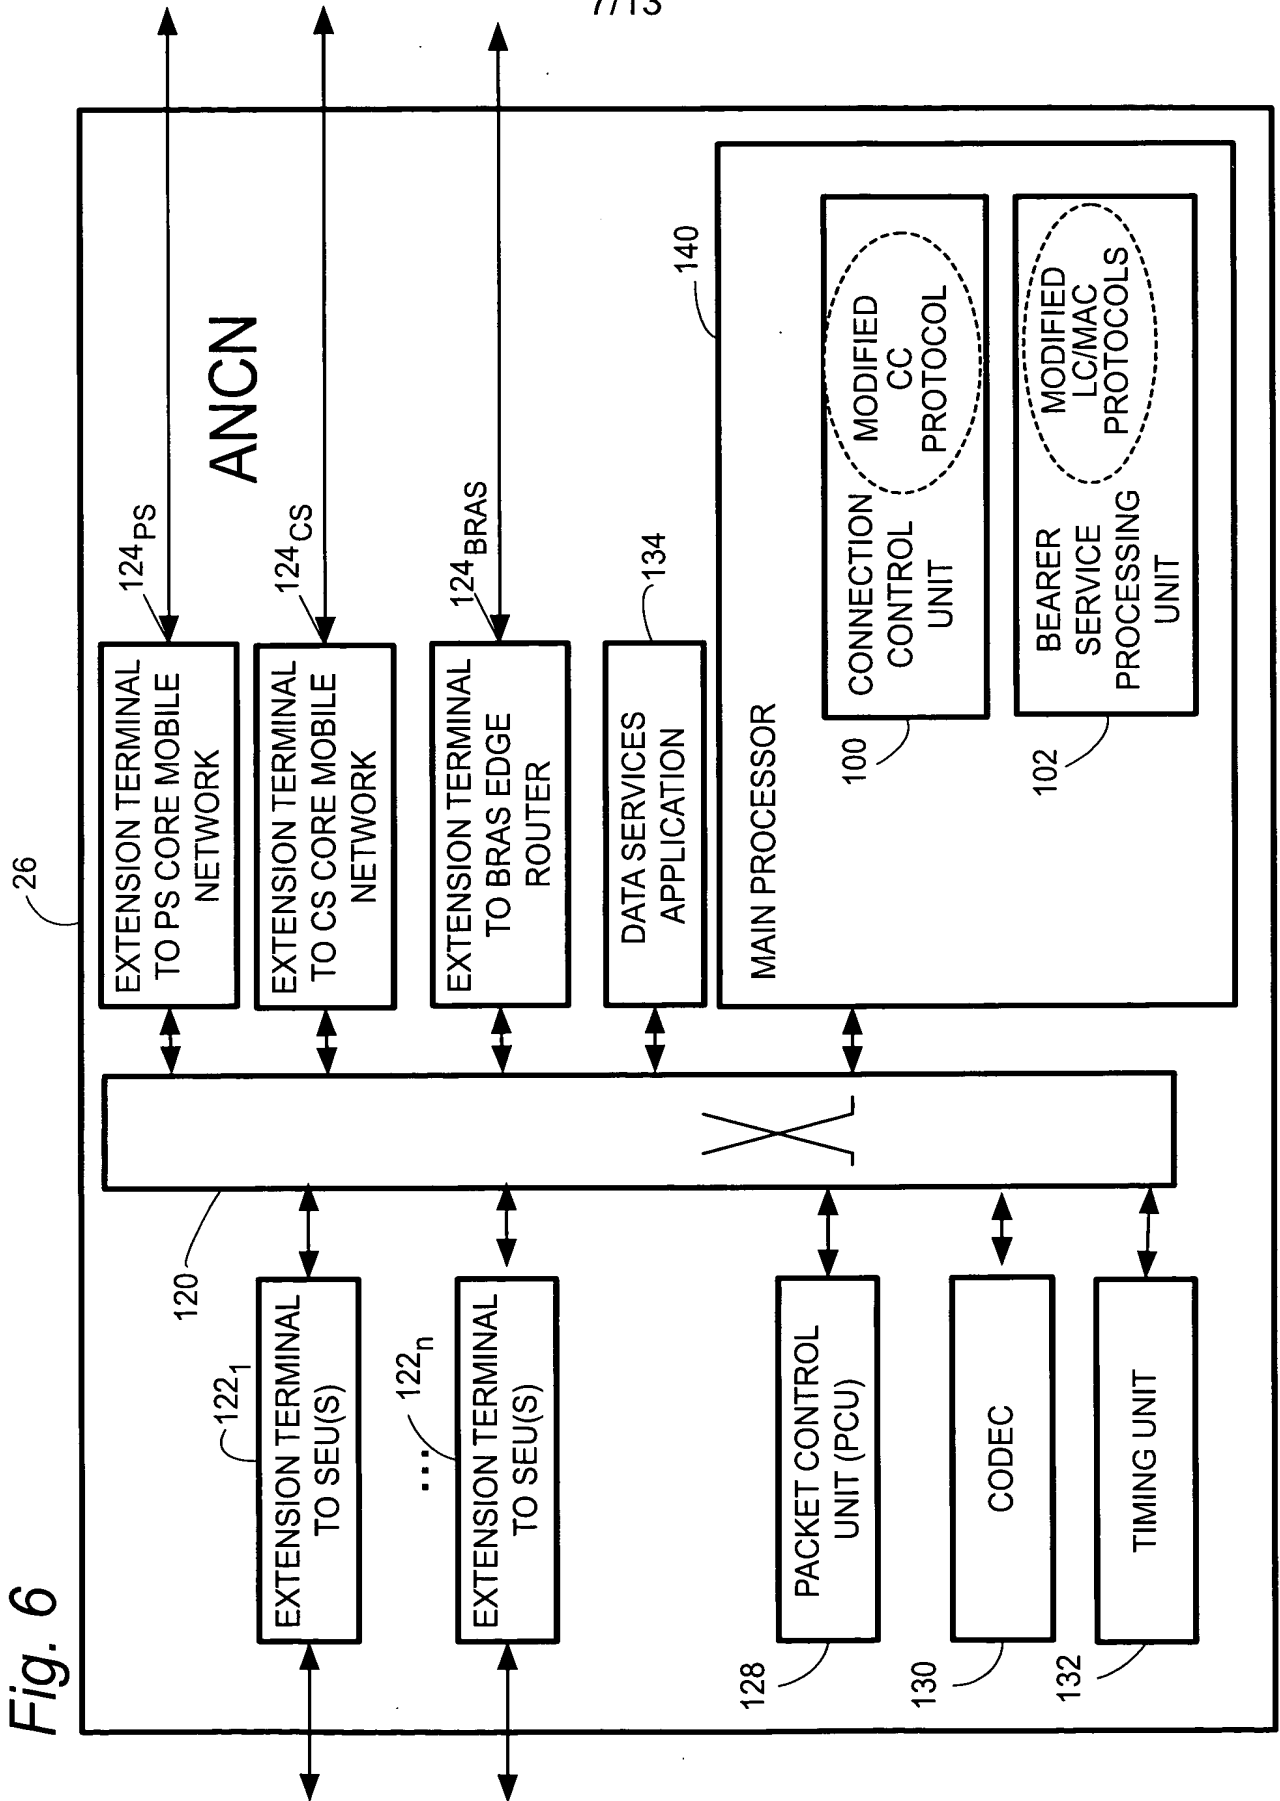 7/13
Fig. 6
26
ANCN
EXTENSION TERMINAL
TO SEU(S)
122₁
...
EXTENSION TERMINAL
TO SEU(S)
122ₙ
PACKET CONTROL
UNIT (PCU)
128
CODEC
130
TIMING UNIT
132
120
EXTENSION TERMINAL
TO PS CORE MOBILE
NETWORK
124PS
EXTENSION TERMINAL
TO CS CORE MOBILE
NETWORK
124CS
EXTENSION TERMINAL
TO BRAS EDGE
ROUTER
124BRAS
DATA SERVICES
APPLICATION
134
MAIN PROCESSOR
140
CONNECTION
CONTROL
UNIT
100
MODIFIED
CC
PROTOCOL
BEARER
SERVICE
PROCESSING
UNIT
102
MODIFIED
LC/MAC
PROTOCOLS